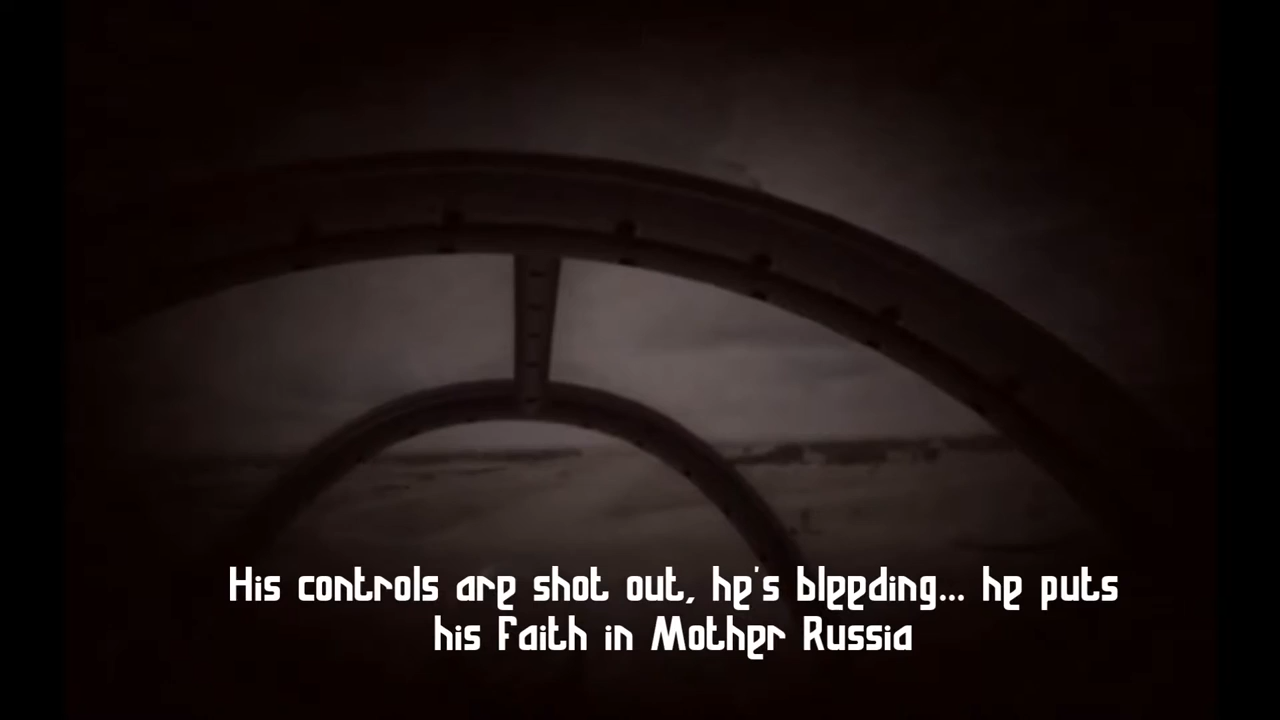 His controls are shot out, he's bleeding... he puts
his Faith in Mother Russia